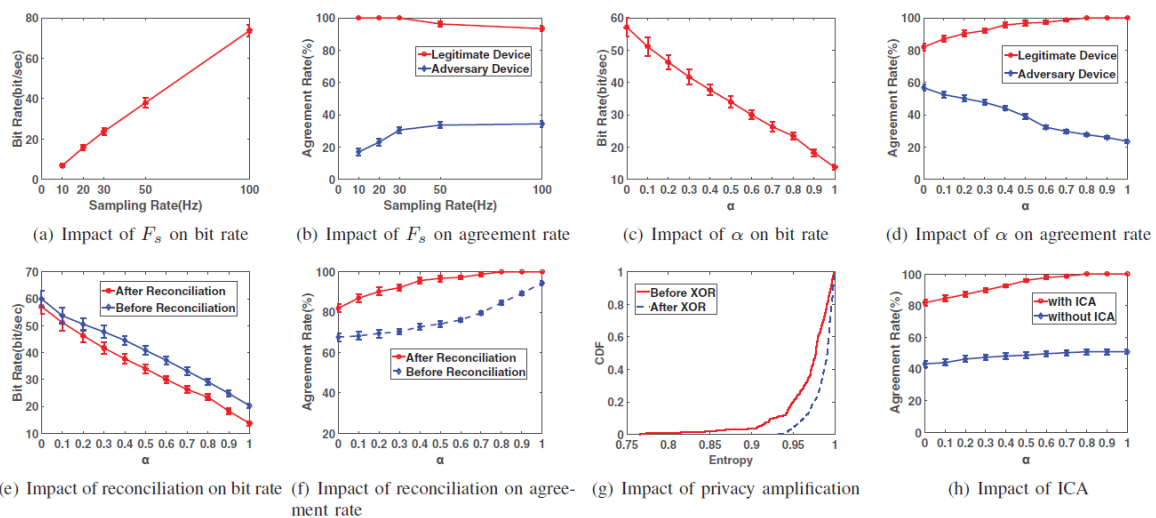 80
60
40
20
0
Bit Rate(bit/sec)
0 10 20 30 50 100
Sampling Rate(Hz)
(a) Impact of F_s on bit rate
100
80
60
40
20
0
Agreement Rate(%)
Legitimate Device
Adversary Device
0 10 20 30 50 100
Sampling Rate(Hz)
(b) Impact of F_s on agreement rate
60
50
40
30
20
10
Bit Rate(bit/sec)
0 0.1 0.2 0.3 0.4 0.5 0.6 0.7 0.8 0.9 1
α
(c) Impact of α on bit rate
100
80
60
40
20
0
Agreement Rate(%)
Legitimate Device
Adversary Device
0 0.1 0.2 0.3 0.4 0.5 0.6 0.7 0.8 0.9 1
α
(d) Impact of α on agreement rate
70
60
50
40
30
20
10
Bit Rate(bit/sec)
After Reconciliation
Before Reconciliation
0 0.1 0.2 0.3 0.4 0.5 0.6 0.7 0.8 0.9 1
α
(e) Impact of reconciliation on bit rate
100
80
60
40
20
0
Agreement Rate(%)
After Reconciliation
Before Reconciliation
0 0.1 0.2 0.3 0.4 0.5 0.6 0.7 0.8 0.9 1
α
(f) Impact of reconciliation on agree-
ment rate
1
0.8
0.6
0.4
0.2
0
CDF
Before XOR
After XOR
0.75 0.8 0.85 0.9 0.95 1
Entropy
(g) Impact of privacy amplification
100
80
60
40
20
0
Agreement Rate(%)
with ICA
without ICA
0 0.1 0.2 0.3 0.4 0.5 0.6 0.7 0.8 0.9 1
α
(h) Impact of ICA